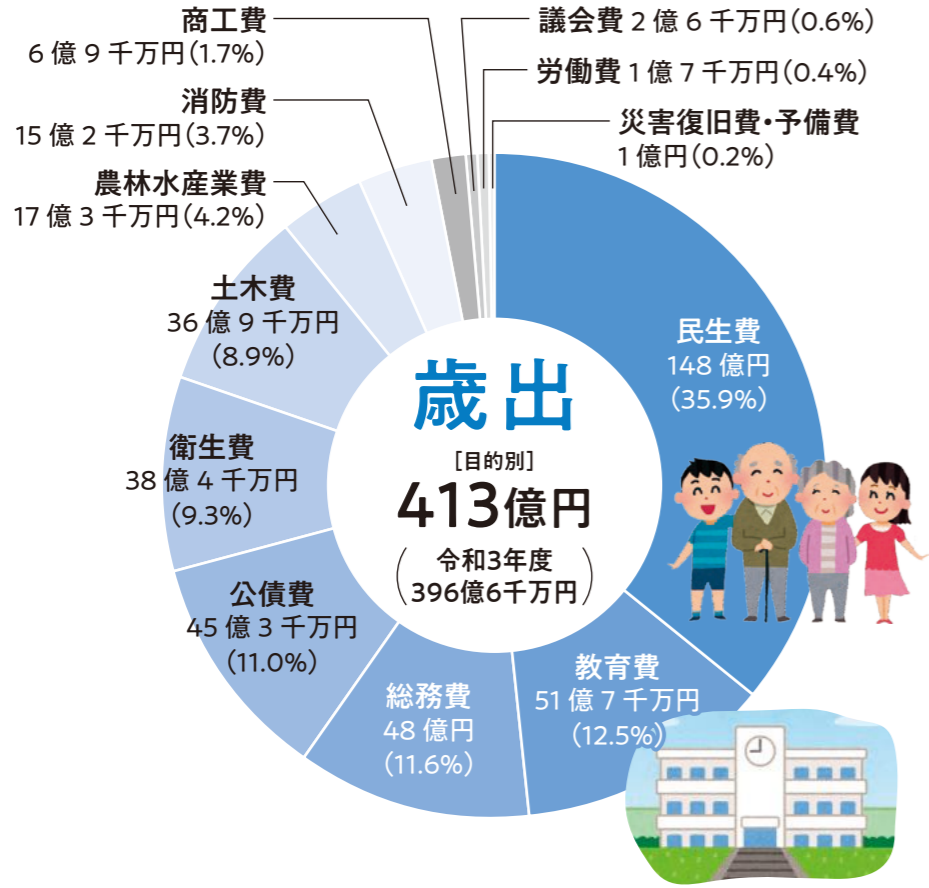 歳出
[目的別]
413億円
令和3年度
396億6千万円
民生費
148 億円
(35.9%)
教育費
51 億 7 千万円
(12.5%)
総務費
48 億円
(11.6%)
公債費
45 億 3 千万円
(11.0%)
衛生費
38 億 4 千万円
(9.3%)
土木費
36 億 9 千万円
(8.9%)
農林水産業費
17 億 3 千万円(4.2%)
消防費
15 億 2 千万円(3.7%)
商工費
6 億 9 千万円(1.7%)
議会費 2 億 6 千万円(0.6%)
労働費 1 億 7 千万円(0.4%)
災害復旧費・予備費
1 億円(0.2%)